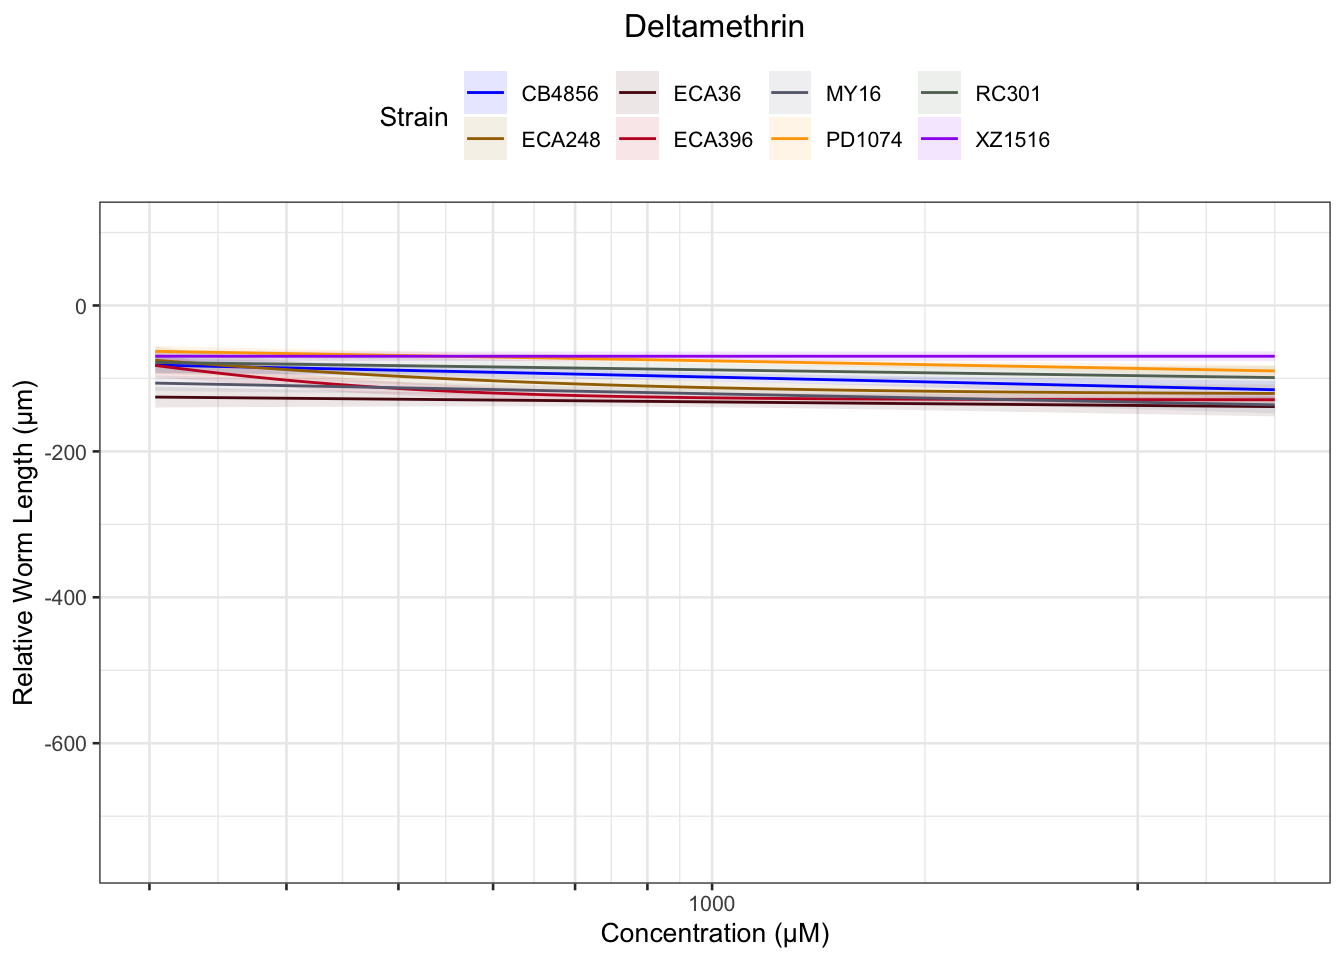 Deltamethrin
Strain
CB4856 ECA36 MY16 RC301
ECA248 ECA396 PD1074 XZ1516
Relative Worm Length (µm)
0
-200
-400
-600
1000
Concentration (µM)